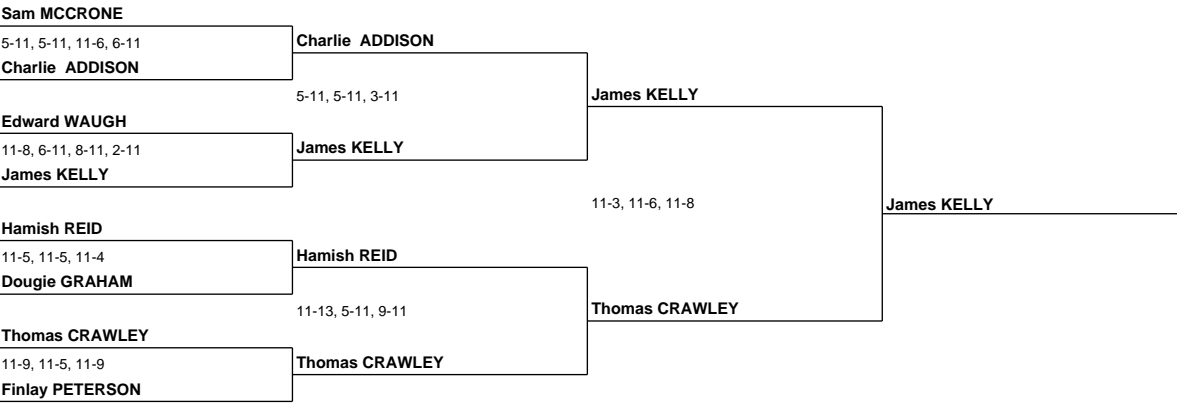 Sam MCCRONE
5-11, 5-11, 11-6, 6-11
Charlie ADDISON
Edward WAUGH
11-8, 6-11, 8-11, 2-11
James KELLY
Hamish REID
11-5, 11-5, 11-4
Dougie GRAHAM
Thomas CRAWLEY
11-9, 11-5, 11-9
Finlay PETERSON
Charlie ADDISON
5-11, 5-11, 3-11
James KELLY
Hamish REID
11-13, 5-11, 9-11
Thomas CRAWLEY
James KELLY
11-3, 11-6, 11-8
Thomas CRAWLEY
James KELLY